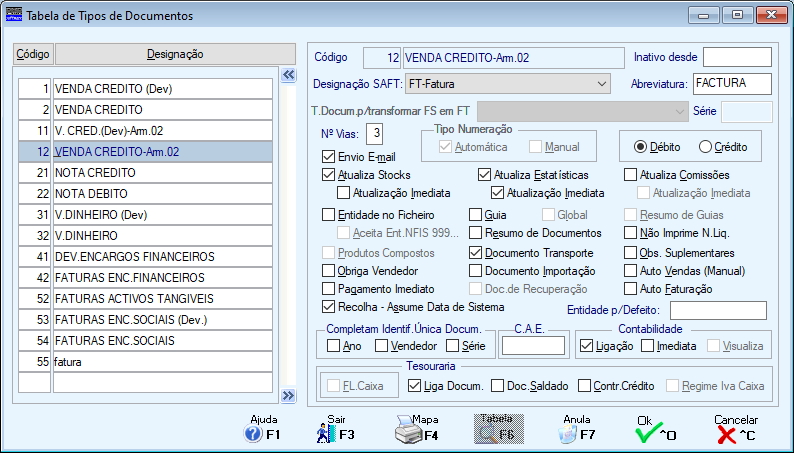 Tabela de Tipos de Documentos
Código Designação
1 VENDA CREDITO (Dev)
2 VENDA CREDITO
11 V. CRED.(Dev)-Arm.02
12 VENDA CREDITO-Arm.02
21 NOTA CREDITO
22 NOTA DEBITO
31 V.DINHEIRO (Dev)
32 V.DINHEIRO
41 DEV.ENCARGOS FINANCEIROS
42 FATURAS ENC.FINANCEIROS
52 FATURAS ACTIVOS TANGIVEIS
53 FATURAS ENC.SOCIAIS (Dev.)
54 FATURAS ENC.SOCIAIS
55 fatura
Código 12 VENDA CREDITO-Arm.02 Inativo desde
Designação SAFT: FT-Fatura Abreviatura: FACTURA
T.Docum.p/transformar FS em FT Série
Nº Vias: 3 Tipo Numeração
Automática Manual Débito Crédito
Envio E-mail
Atualiza Stocks Atualiza Estatísticas Atualiza Comissões
Atualização Imediata Atualização Imediata Atualização Imediata
Entidade no Ficheiro Guia Global Resumo de Guias
Aceita Ent.NFIS 999... Resumo de Documentos Não Imprime N.Liq.
Produtos Compostos Documento Transporte Obs. Suplementares
Obriga Vendedor Documento Importação Auto Vendas (Manual)
Pagamento Imediato Doc.de Recuperação Auto Faturação
Recolha - Assume Data de Sistema Entidade p/Defeito:
Completam Identif.Única Docum. C.A.E. Contabilidade
Ano Vendedor Série Ligação Imediata Visualiza
Tesouraria
FL.Caixa Liga Docum. Doc.Saldado Contr.Crédito Regime Iva Caixa
Ajuda Sair Mapa Tabela Anula Ok Cancelar
F1 F3 F4 F6 F7 ^O ^C